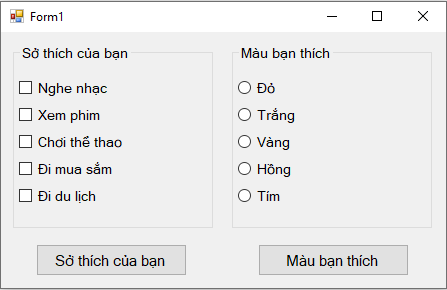 Form1
Sở thích của bạn
Nghe nhạc
Xem phim
Chơi thể thao
Đi mua sắm
Đi du lịch
Màu bạn thích
Đỏ
Trắng
Vàng
Hồng
Tím
Sở thích của bạn
Màu bạn thích